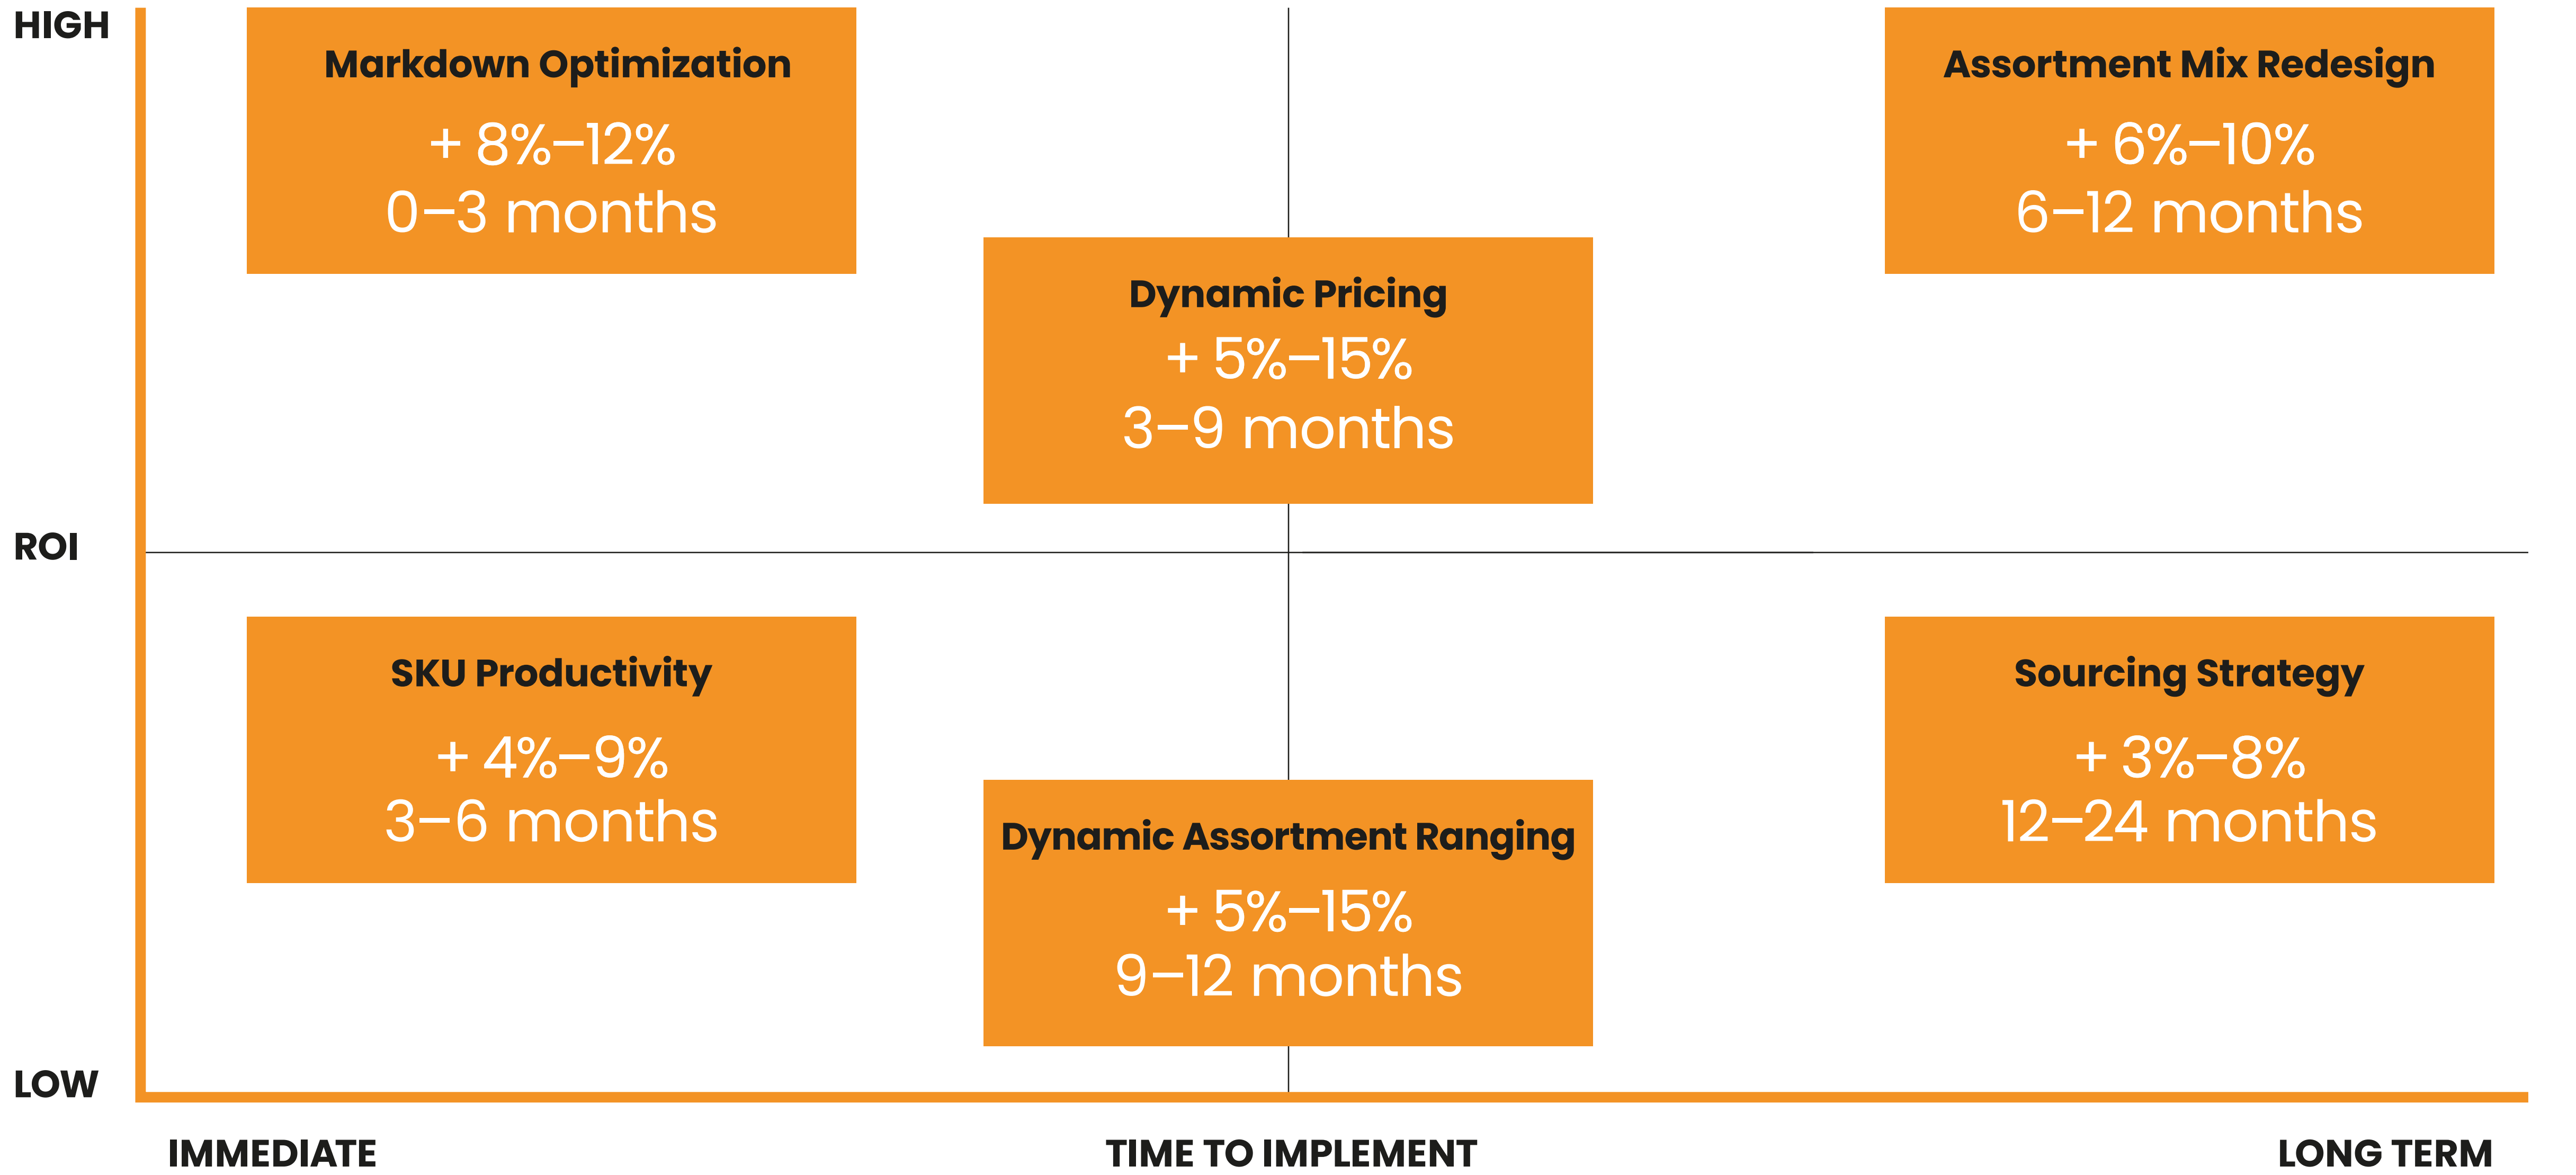 HIGH
Markdown Optimization
+ 8%–12%
0–3 months
Assortment Mix Redesign
+ 6%–10%
6–12 months
Dynamic Pricing
+ 5%–15%
3–9 months
ROI
SKU Productivity
+ 4%–9%
3–6 months
Sourcing Strategy
+ 3%–8%
12–24 months
Dynamic Assortment Ranging
+ 5%–15%
9–12 months
LOW
IMMEDIATE
TIME TO IMPLEMENT
LONG TERM